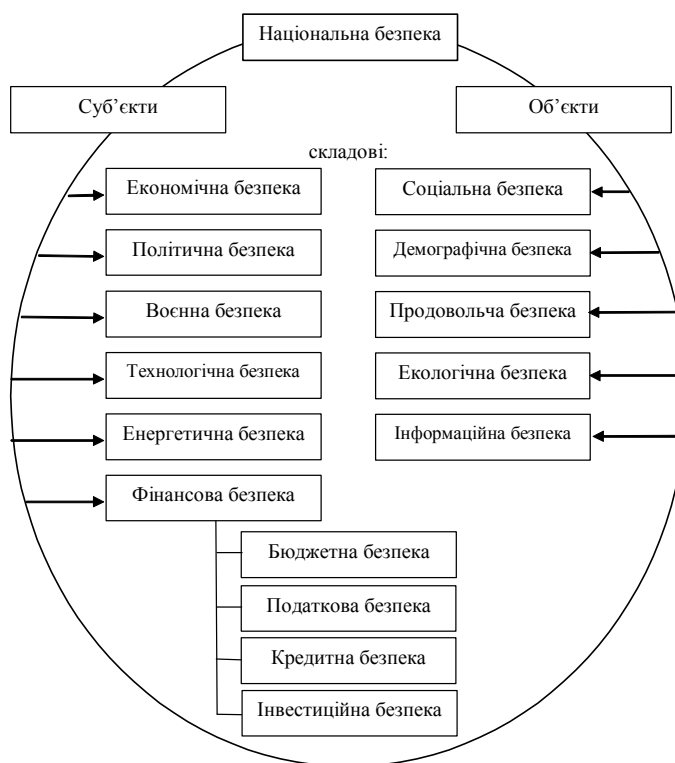 Національна безпека
Суб’єкти
Об’єкти
складові:
Економічна безпека
Соціальна безпека
Політична безпека
Демографічна безпека
Воєнна безпека
Продовольча безпека
Технологічна безпека
Екологічна безпека
Енергетична безпека
Інформаційна безпека
Фінансова безпека
Бюджетна безпека
Податкова безпека
Кредитна безпека
Інвестиційна безпека